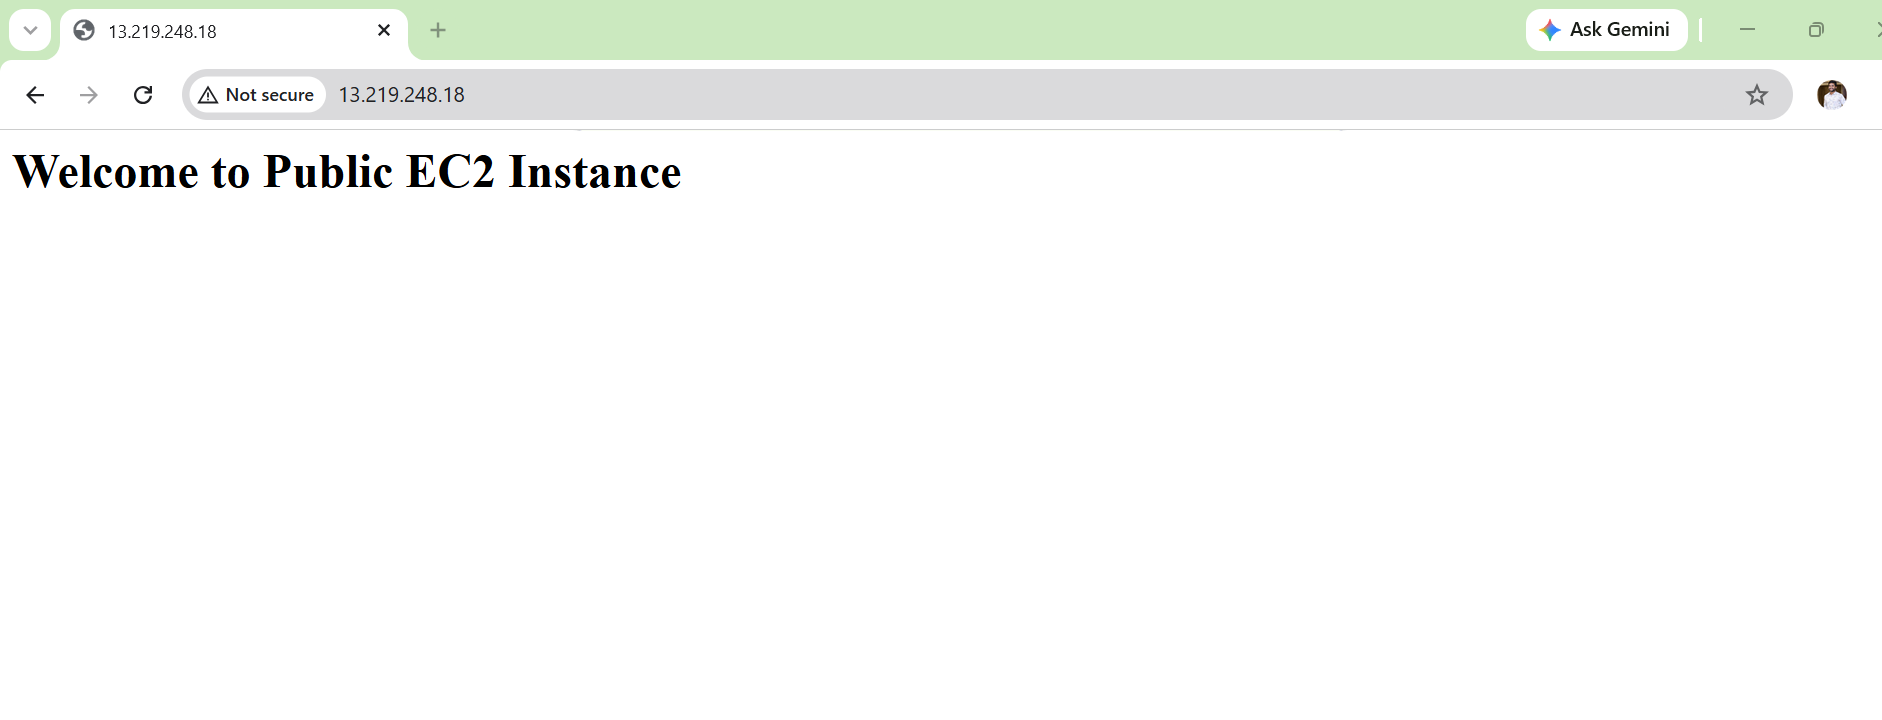 13.219.248.18
Ask Gemini
Not secure
13.219.248.18
Welcome to Public EC2 Instance